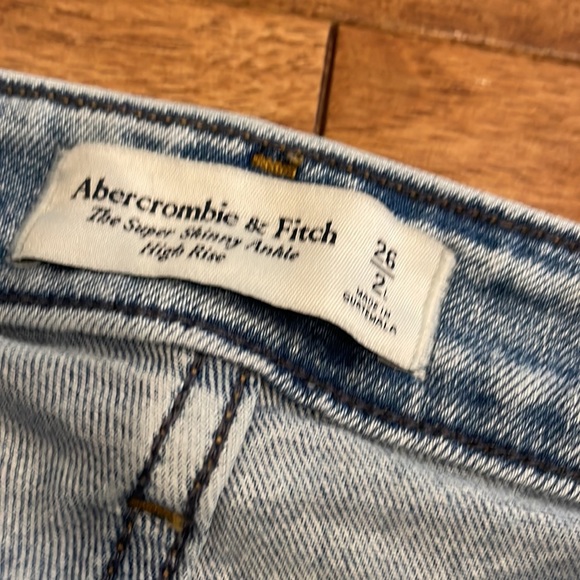 Abercrombie & Fitch
The Super Skinny Ankle
High Rise
26
2
MADE IN
GUATEMALA